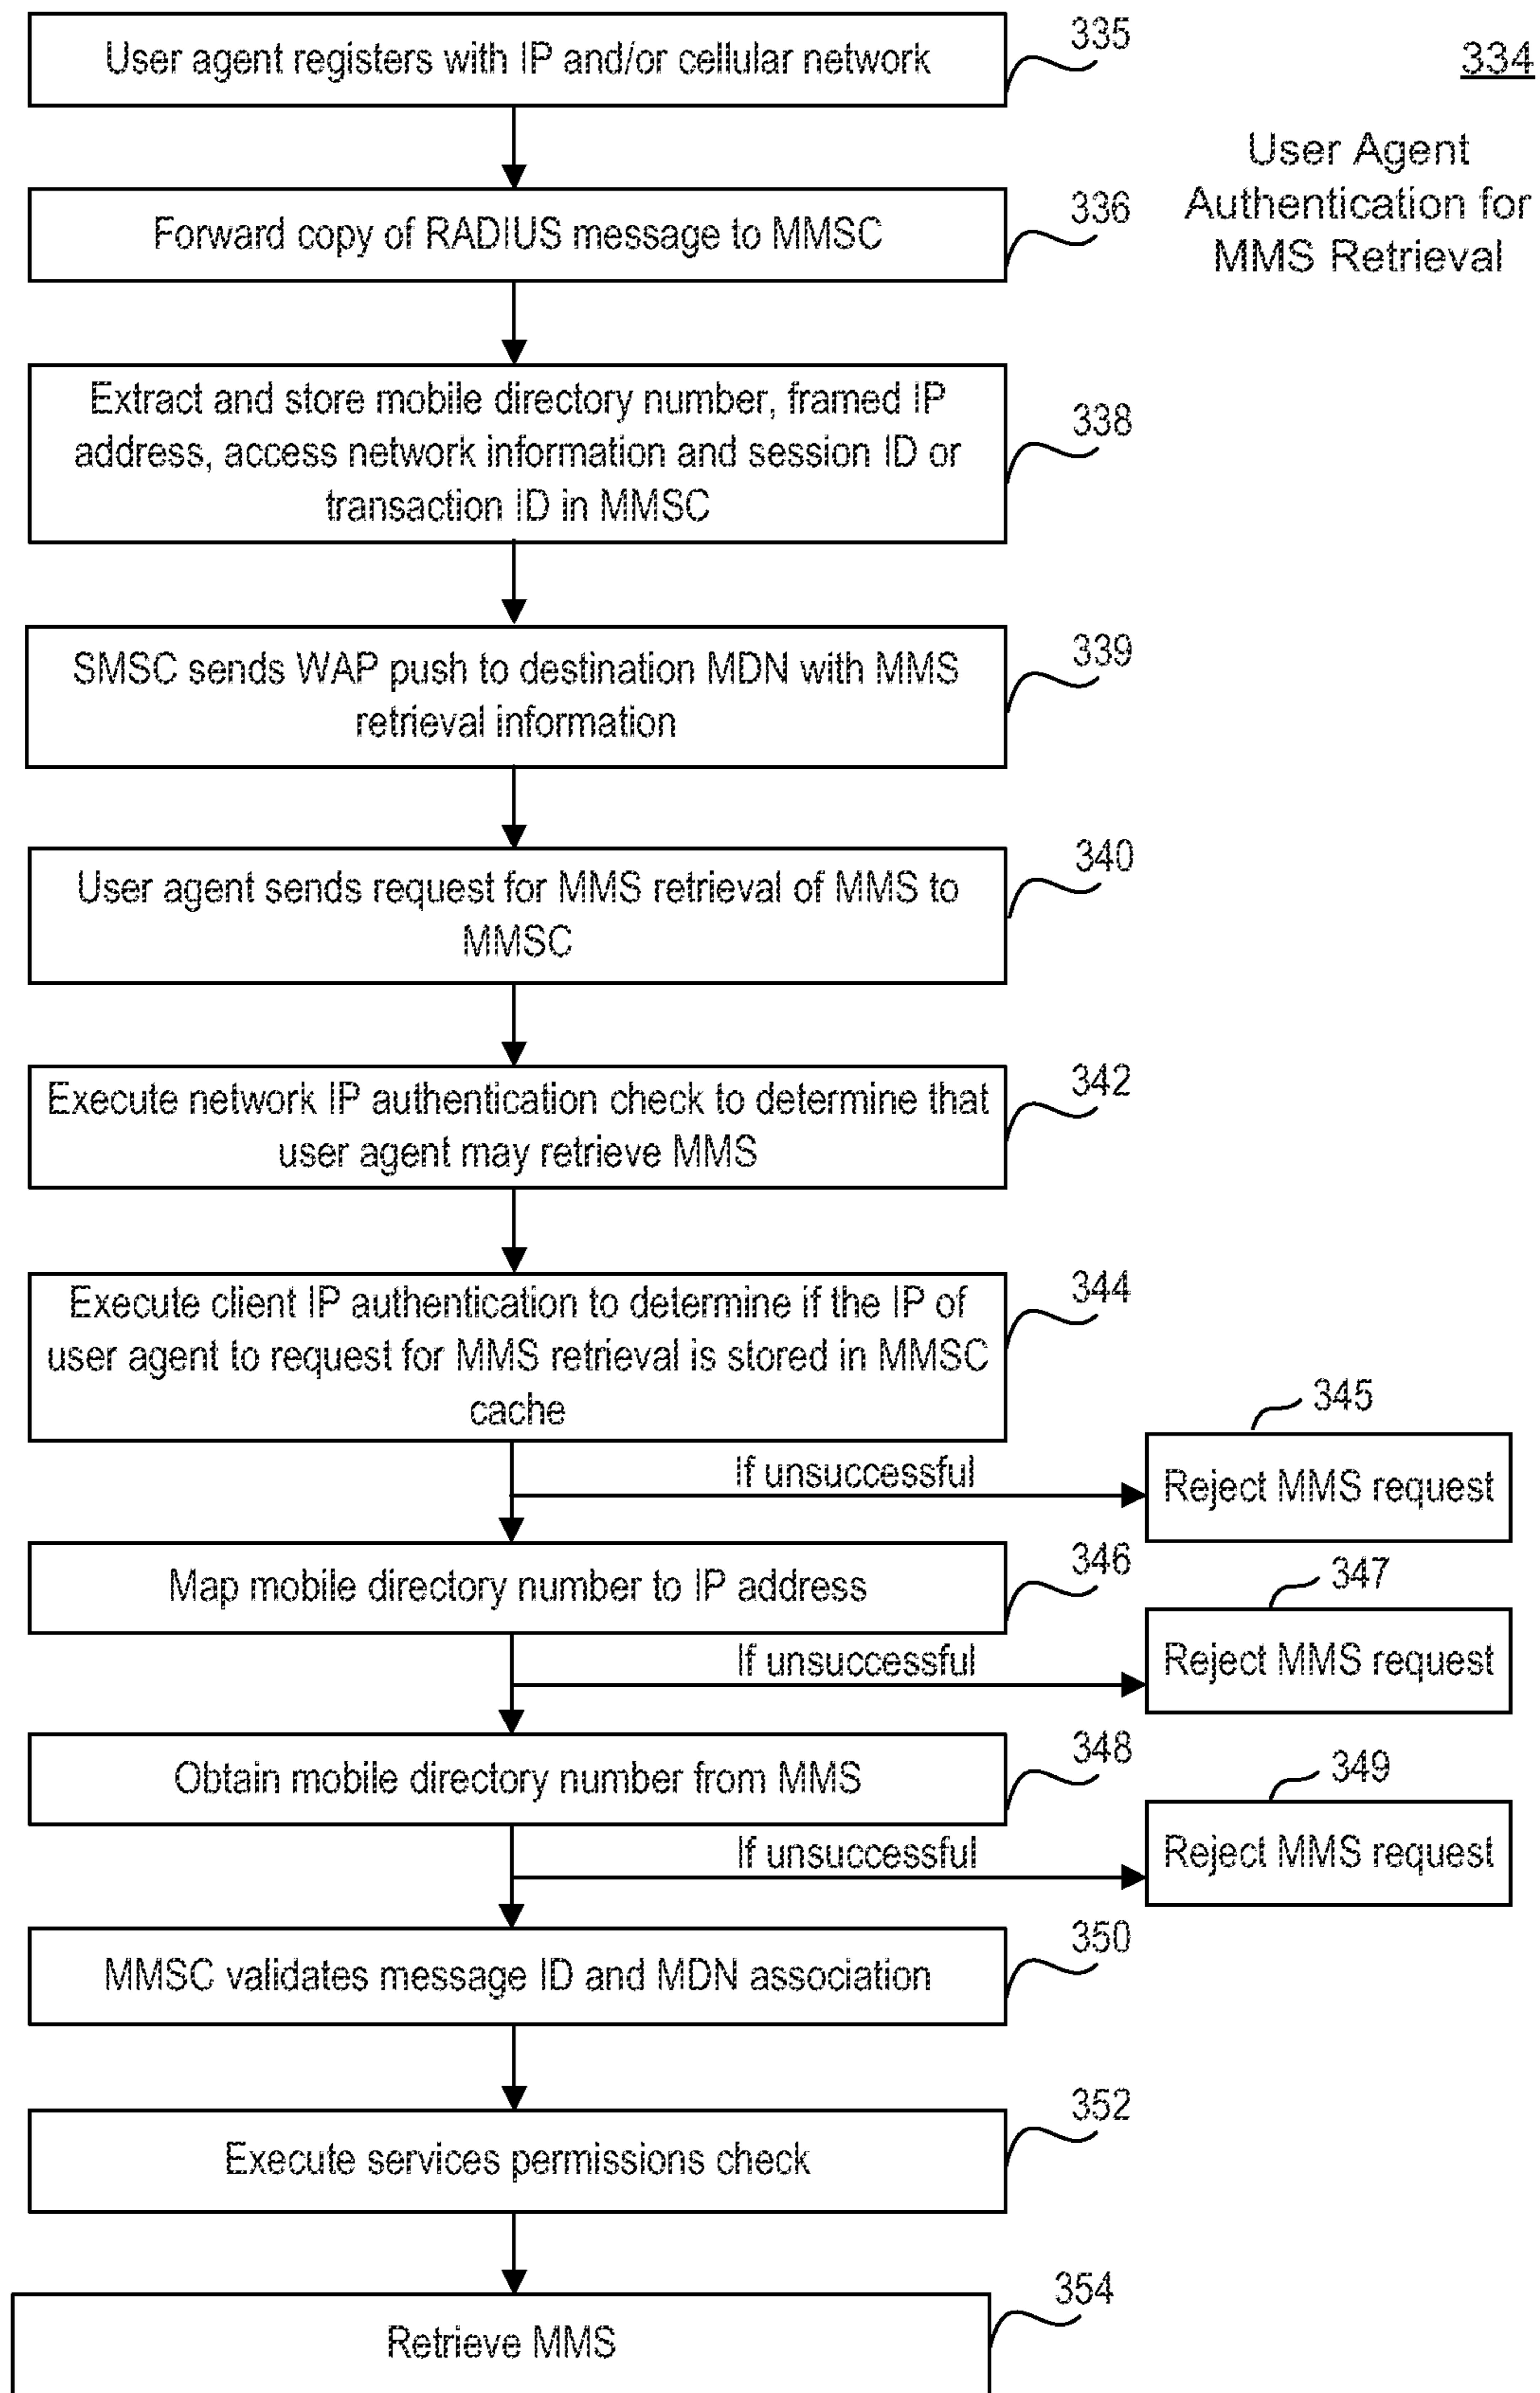 User agent registers with IP and/or cellular network
335
334
User Agent
Authentication for
MMS Retrieval
Forward copy of RADIUS message to MMSC
336
Extract and store mobile directory number, framed IP
address, access network information and session ID or
transaction ID in MMSC
338
SMSC sends WAP push to destination MDN with MMS
retrieval information
339
User agent sends request for MMS retrieval of MMS to
MMSC
340
Execute network IP authentication check to determine that
user agent may retrieve MMS
342
Execute client IP authentication to determine if the IP of
user agent to request for MMS retrieval is stored in MMSC
cache
344
If unsuccessful
345
Reject MMS request
Map mobile directory number to IP address
346
If unsuccessful
347
Reject MMS request
Obtain mobile directory number from MMS
348
If unsuccessful
349
Reject MMS request
MMSC validates message ID and MDN association
350
Execute services permissions check
352
Retrieve MMS
354